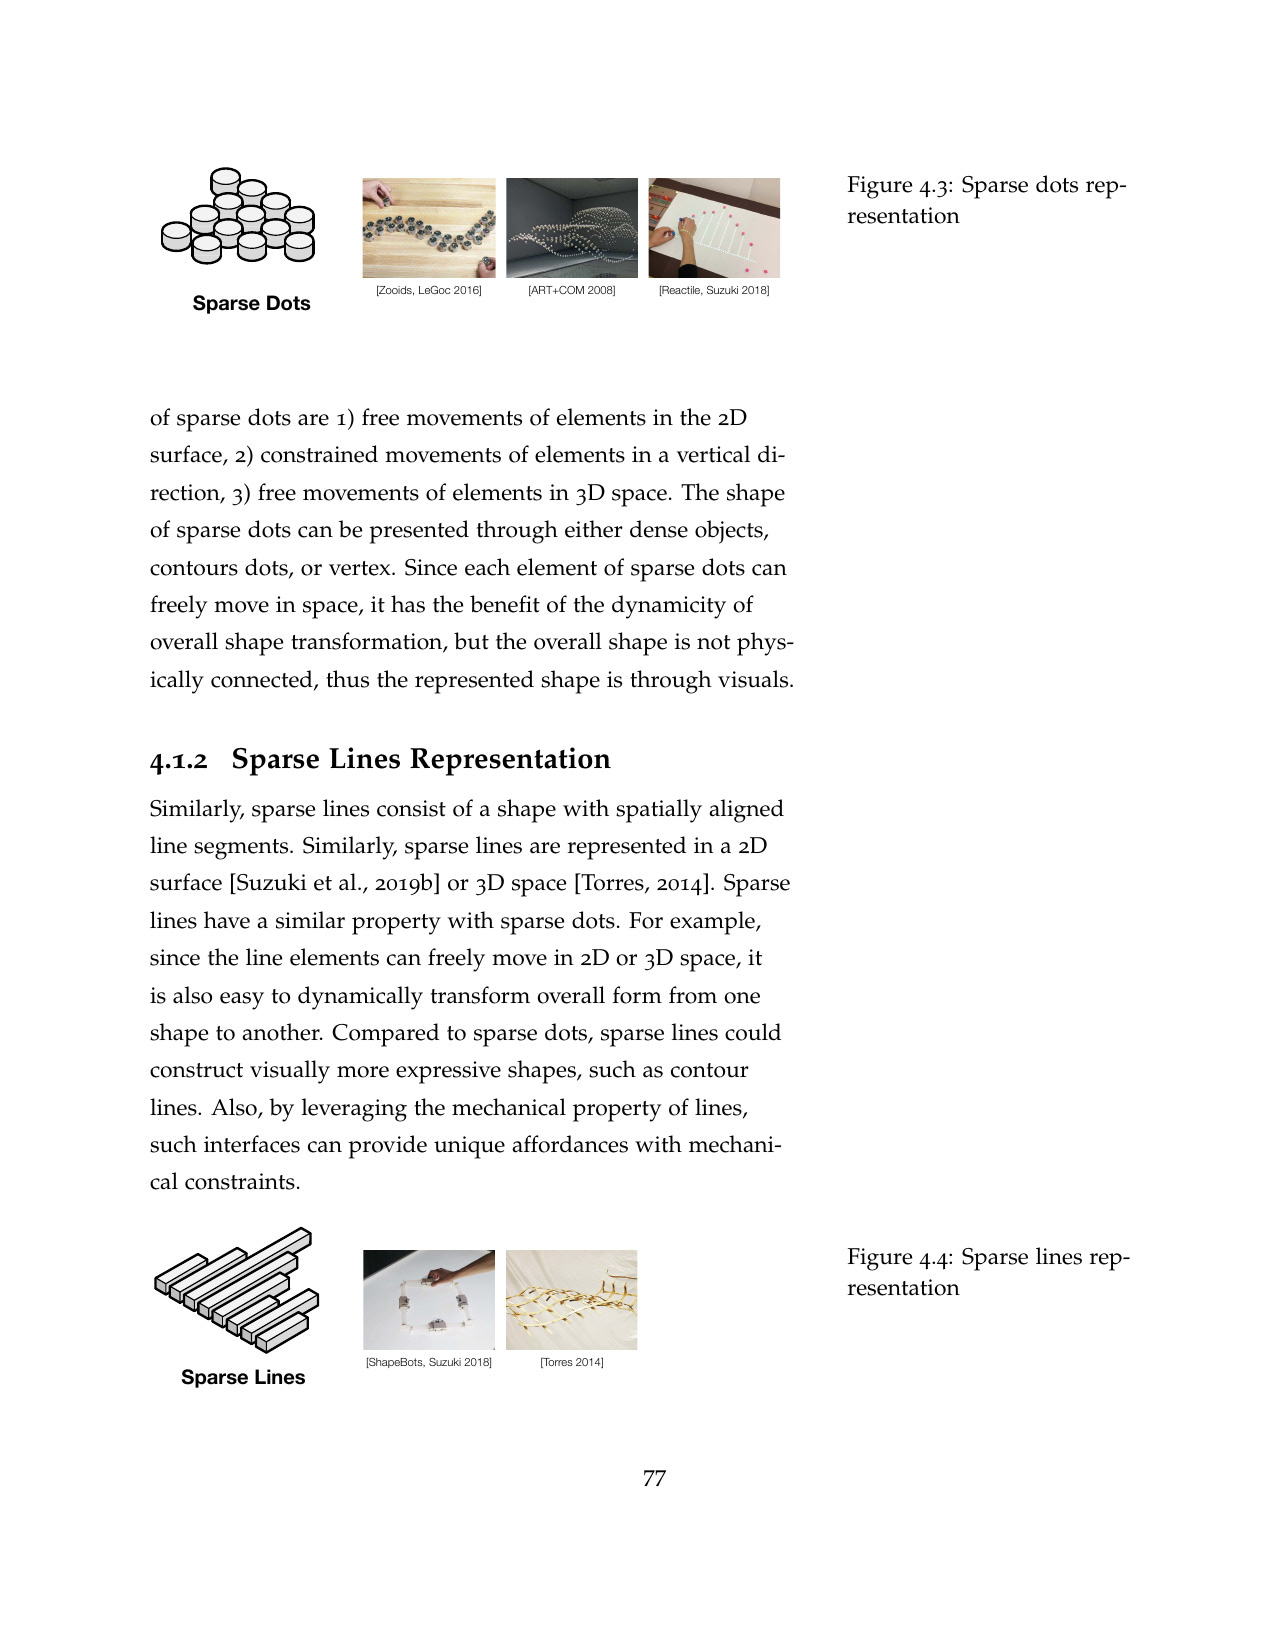 Figure 4.3: Sparse dots rep-
resentation
[Zooids, LeGoc 2016]
[ART+COM 2008]
[Reactile, Suzuki 2018]
Sparse Dots
of sparse dots are 1) free movements of elements in the 2D
surface, 2) constrained movements of elements in a vertical di-
rection, 3) free movements of elements in 3D space. The shape
of sparse dots can be presented through either dense objects,
contours dots, or vertex. Since each element of sparse dots can
freely move in space, it has the benefit of the dynamicity of
overall shape transformation, but the overall shape is not phys-
ically connected, thus the represented shape is through visuals.
4.1.2 Sparse Lines Representation
Similarly, sparse lines consist of a shape with spatially aligned
line segments. Similarly, sparse lines are represented in a 2D
surface [Suzuki et al., 2019b] or 3D space [Torres, 2014]. Sparse
lines have a similar property with sparse dots. For example,
since the line elements can freely move in 2D or 3D space, it
is also easy to dynamically transform overall form from one
shape to another. Compared to sparse dots, sparse lines could
construct visually more expressive shapes, such as contour
lines. Also, by leveraging the mechanical property of lines,
such interfaces can provide unique affordances with mechani-
cal constraints.
Figure 4.4: Sparse lines rep-
resentation
[ShapeBots, Suzuki 2018]
[Torres 2014]
Sparse Lines
77